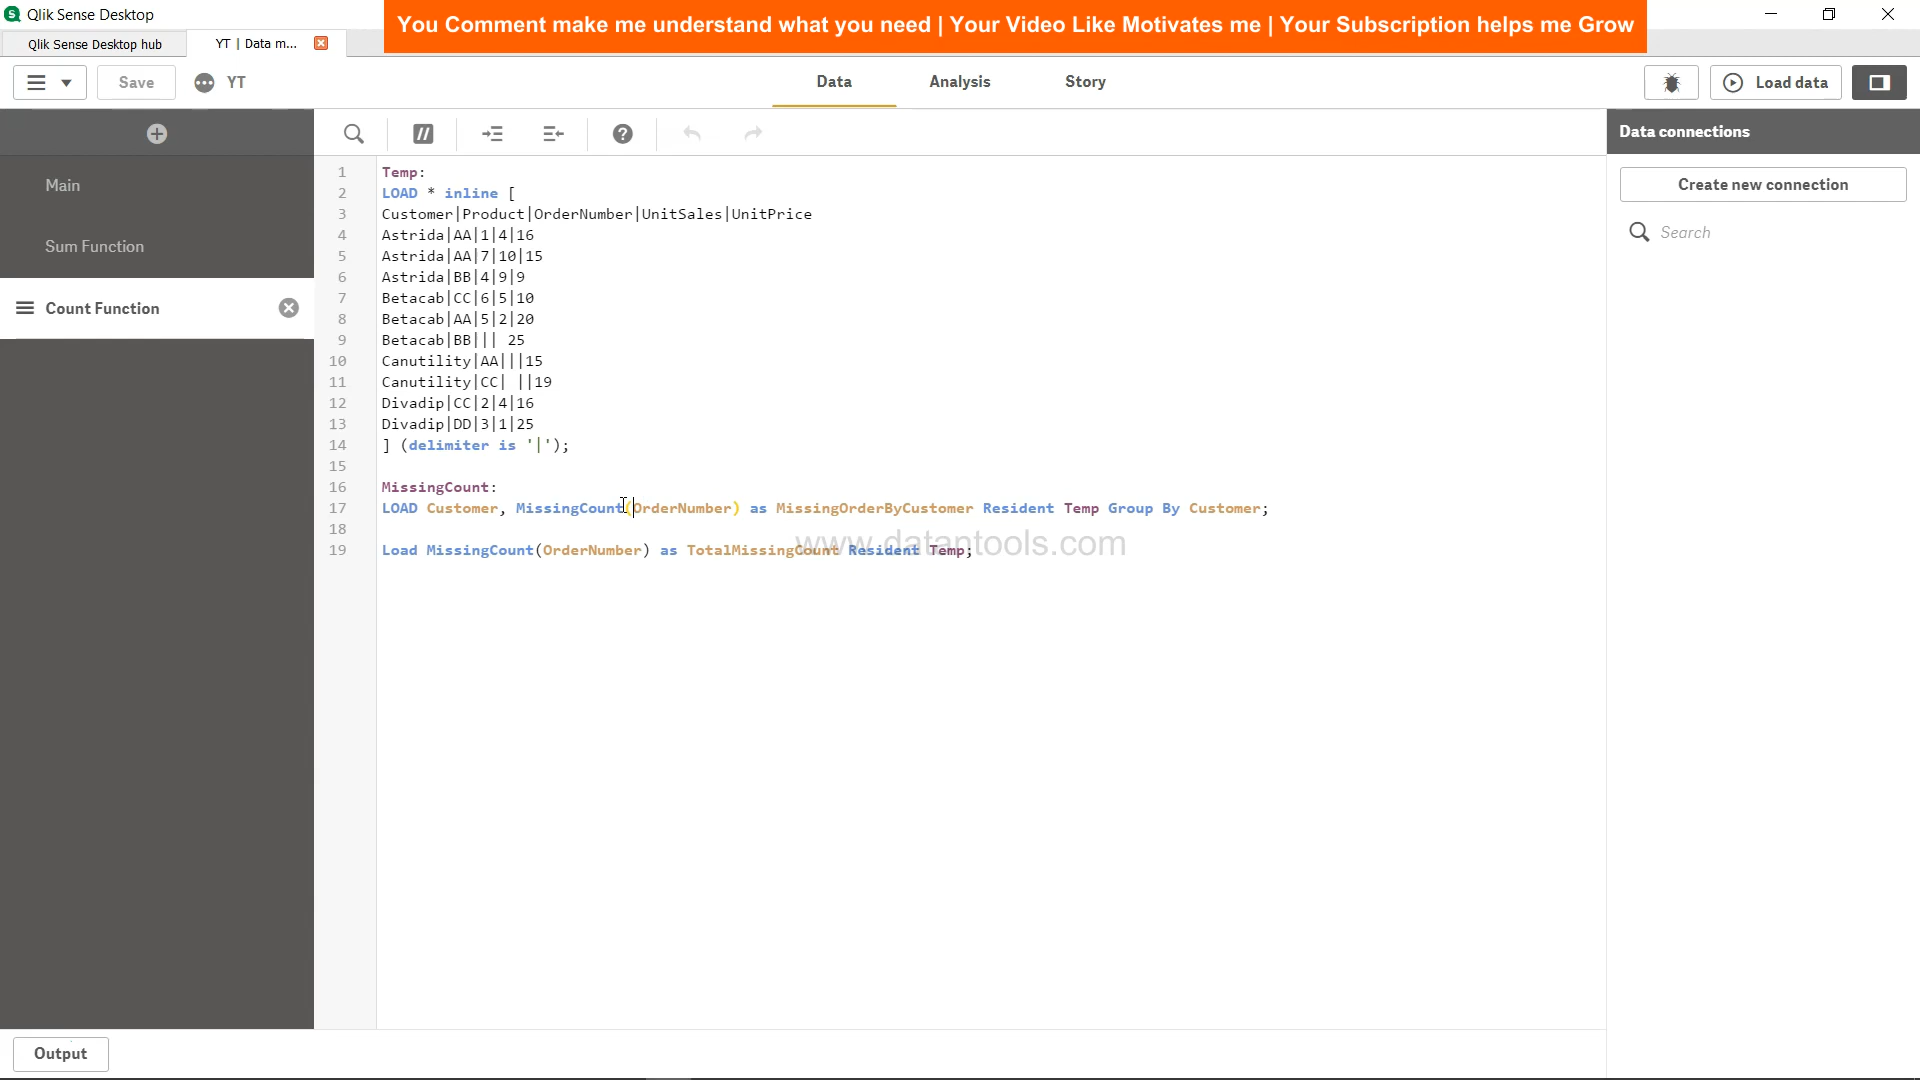 Qlik Sense Desktop
You Comment make me understand what you need | Your Video Like Motivates me | Your Subscription helps me Grow
Qlik Sense Desktop hub
YT | Data m...
Save
YT
Data
Analysis
Story
Load data
Data connections
Main
Create new connection
Search
Sum Function
Count Function
1 Temp:
2 LOAD * inline [
3 Customer|Product|OrderNumber|UnitSales|UnitPrice
4 Astrida|AA|1|4|16
5 Astrida|AA|7|10|15
6 Astrida|BB|4|9|9
7 Betacab|CC|6|5|10
8 Betacab|AA|5|2|20
9 Betacab|BB||| 25
10 Canutility|AA|||15
11 Canutility|CC| ||19
12 Divadip|CC|2|4|16
13 Divadip|DD|3|1|25
14 ] (delimiter is '|');
15
16 MissingCount:
17 LOAD Customer, MissingCount(OrderNumber) as MissingOrderByCustomer Resident Temp Group By Customer;
18
19 Load MissingCount(OrderNumber) as TotalMissingCount Resident Temp;
www.datantools.com
Output